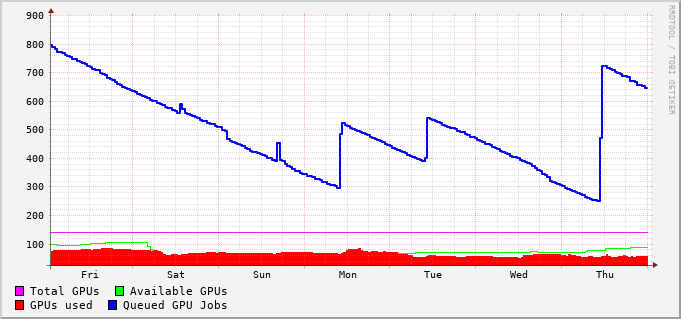 900
800
700
600
500
400
300
200
100
Fri Sat Sun Mon Tue Wed Thu
Total GPUs Available GPUs
GPUs used Queued GPU Jobs
RRDTOOL / TOBI OETIKER